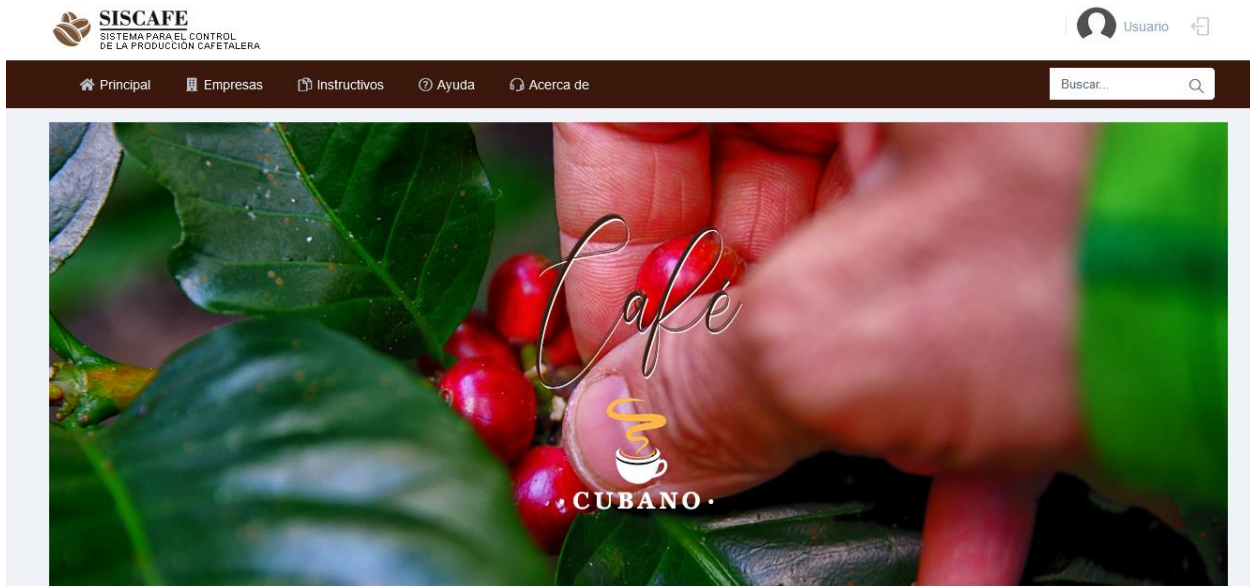 SISCAFE
SISTEMA PARA EL CONTROL
DE LA PRODUCCIÓN CAFETALERA
Usuario
Principal
Empresas
Instructivos
Ayuda
Acerca de
Buscar...
Café
· CUBANO ·